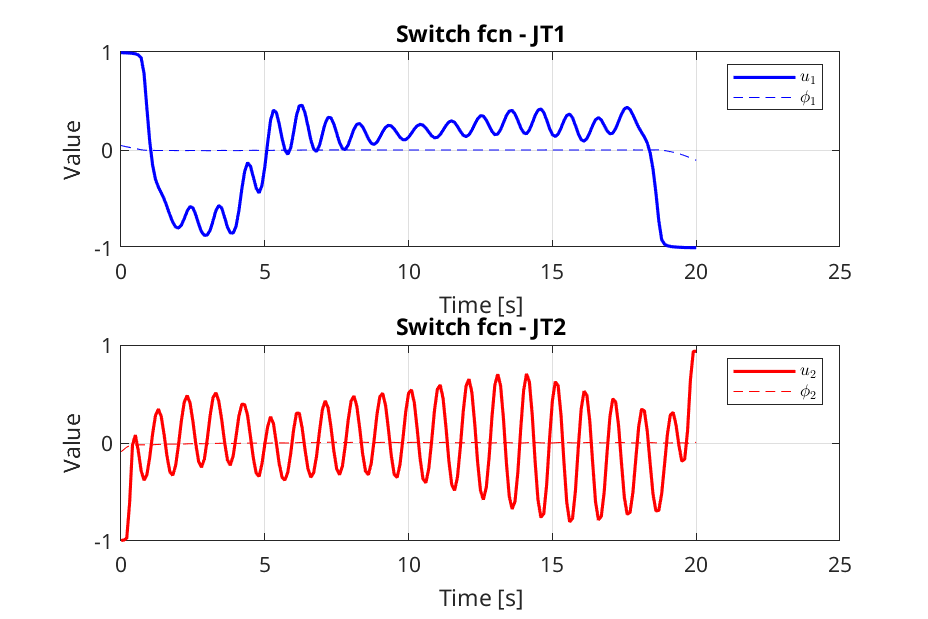 Switch fcn - JT1
1
0
-1
Value
u₁
ϕ₁
0 5 10 15 20 25
Time [s]
Switch fcn - JT2
1
0
-1
Value
u₂
ϕ₂
0 5 10 15 20 25
Time [s]